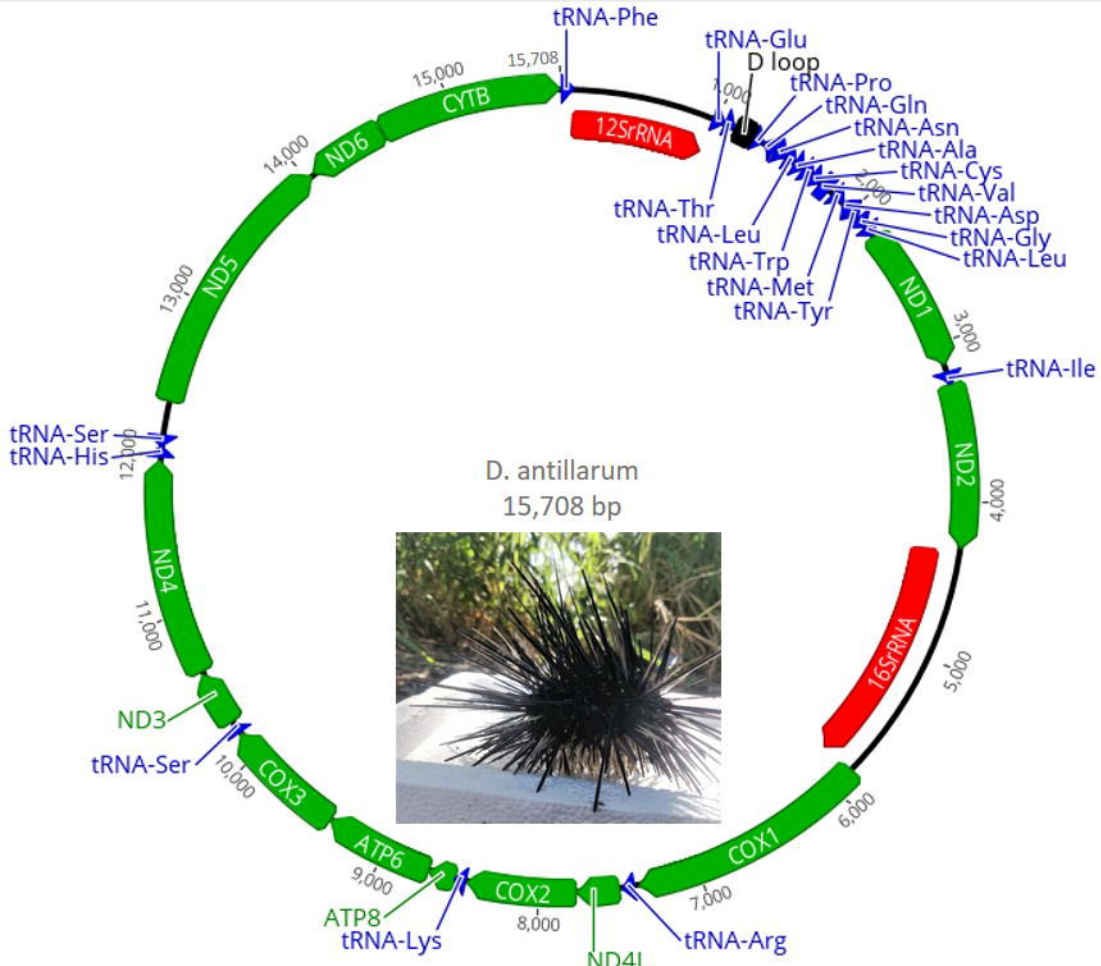 tRNA-Phe
tRNA-Glu
D loop
tRNA-Pro
tRNA-Gln
tRNA-Asn
tRNA-Ala
tRNA-Cys
tRNA-Val
tRNA-Asp
tRNA-Gly
tRNA-Leu
tRNA-Thr
tRNA-Leu
tRNA-Trp
tRNA-Met
tRNA-Tyr
15,708
1,000
2,000
12SrRNA
ND1
3,000
tRNA-Ile
ND2
4,000
16SrRNA
5,000
6,000
COX1
7,000
tRNA-Arg
ND4L
8,000
COX2
tRNA-Lys
ATP8
9,000
ATP6
COX3
10,000
tRNA-Ser
ND3
11,000
ND4
12,000
tRNA-His
tRNA-Ser
13,000
ND5
14,000
ND6
15,000
CYTB
D. antillarum
15,708 bp